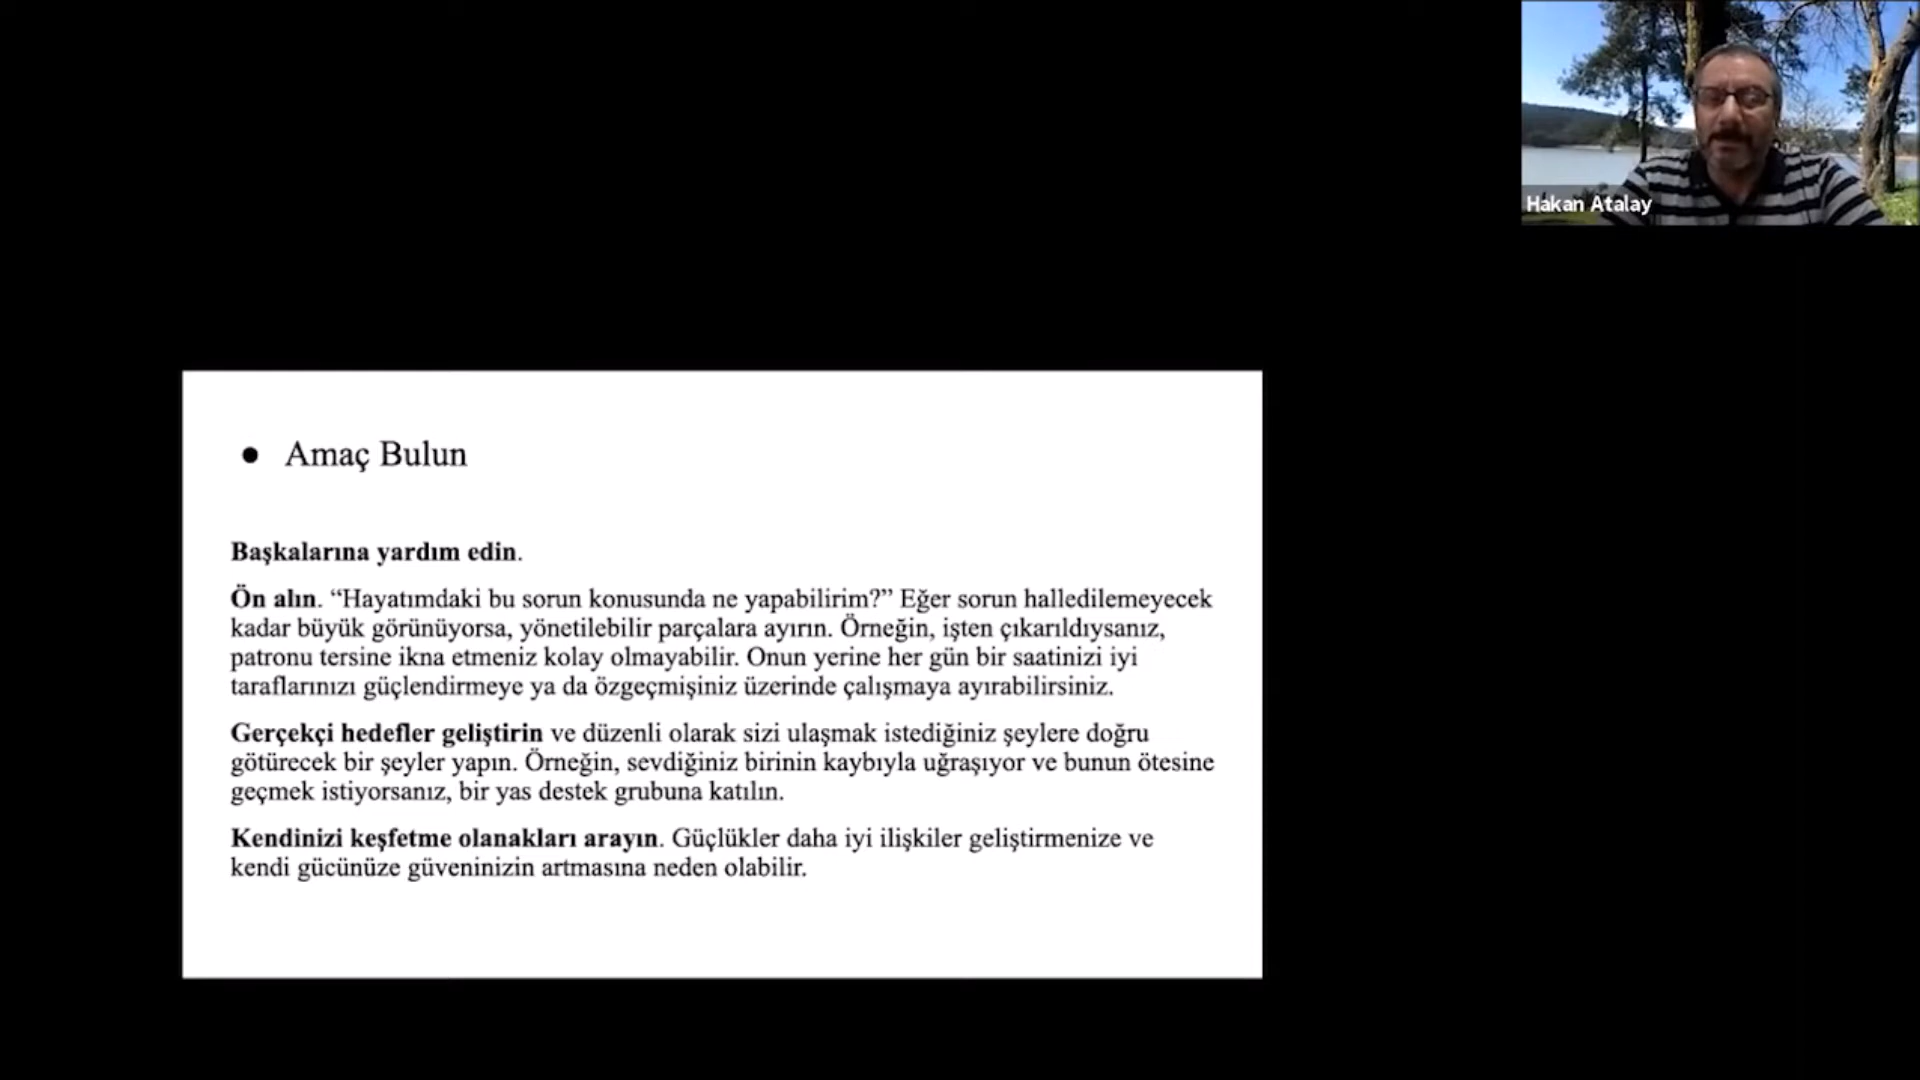 Hakan Atalay
● Amaç Bulun
Başkalarına yardım edin.
Ön alın. “Hayatımdaki bu sorun konusunda ne yapabilirim?” Eğer sorun halledilemeyecek
kadar büyük görünüyorsa, yönetilebilir parçalara ayırın. Örneğin, işten çıkarıldıysanız,
patronu tersine ikna etmeniz kolay olmayabilir. Onun yerine her gün bir saatinizi iyi
taraflarınızı güçlendirmeye ya da özgeçmişiniz üzerinde çalışmaya ayırabilirsiniz.
Gerçekçi hedefler geliştirin ve düzenli olarak sizi ulaşmak istediğiniz şeylere doğru
götürecek bir şeyler yapın. Örneğin, sevdiğiniz birinin kaybıyla uğraşıyor ve bunun ötesine
geçmek istiyorsanız, bir yas destek grubuna katılın.
Kendinizi keşfetme olanakları arayın. Güçlükler daha iyi ilişkiler geliştirmenize ve
kendi gücünüze güveninizin artmasına neden olabilir.